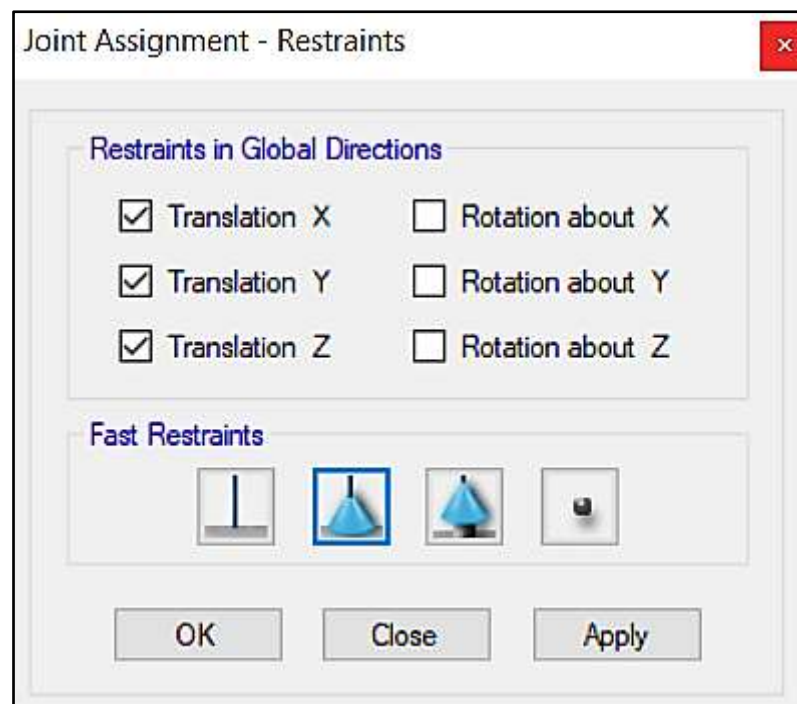 Joint Assignment - Restraints
Restraints in Global Directions
Translation X Rotation about X
Translation Y Rotation about Y
Translation Z Rotation about Z
Fast Restraints
OK Close Apply